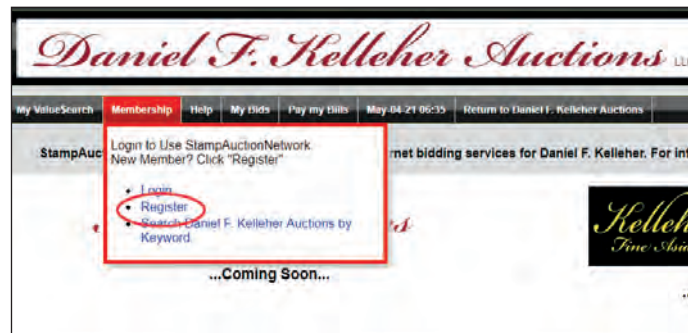 Daniel F. Kelleher Auctions LL
My ValueSearch Membership Help My Bids Pay my Bills May-04-21 06:35 Return to Daniel F. Kelleher Auctions
Login to Use StampAuctionNetwork.
New Member? Click "Register"
StampAuc rnet bidding services for Daniel F. Kelleher. For int
Login
Register
Search Daniel F. Kelleher Auctions by
Keyword.
Kelleh
Fine Asia
...Coming Soon...